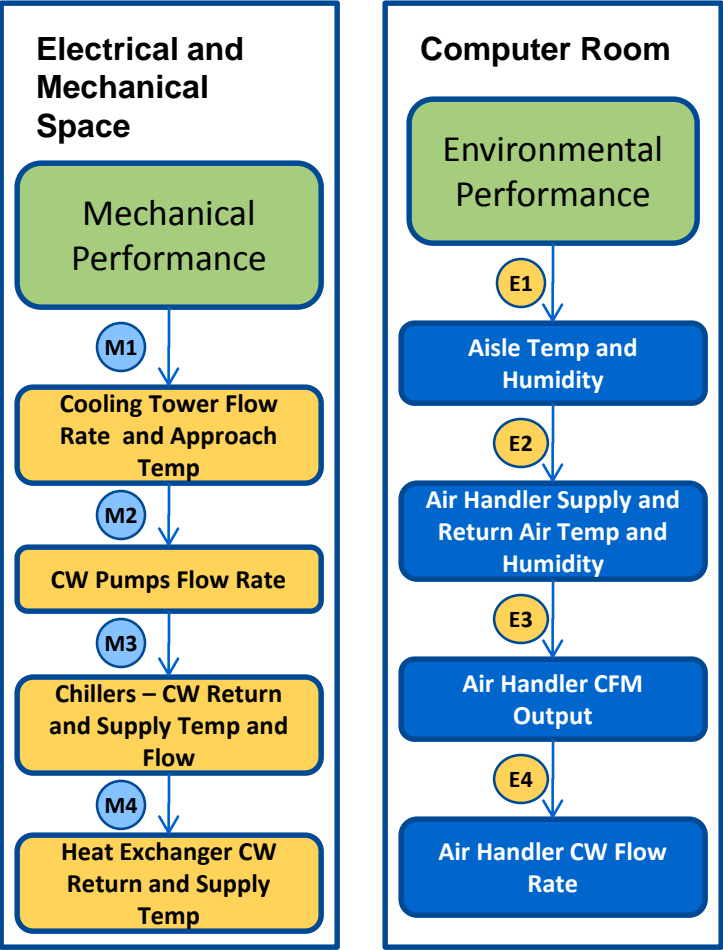 Electrical and
Mechanical
Space
Mechanical
Performance
M1
Cooling Tower Flow
Rate and Approach
Temp
M2
CW Pumps Flow Rate
M3
Chillers – CW Return
and Supply Temp and
Flow
M4
Heat Exchanger CW
Return and Supply
Temp
Computer Room
Environmental
Performance
E1
Aisle Temp and
Humidity
E2
Air Handler Supply and
Return Air Temp and
Humidity
E3
Air Handler CFM
Output
E4
Air Handler CW Flow
Rate